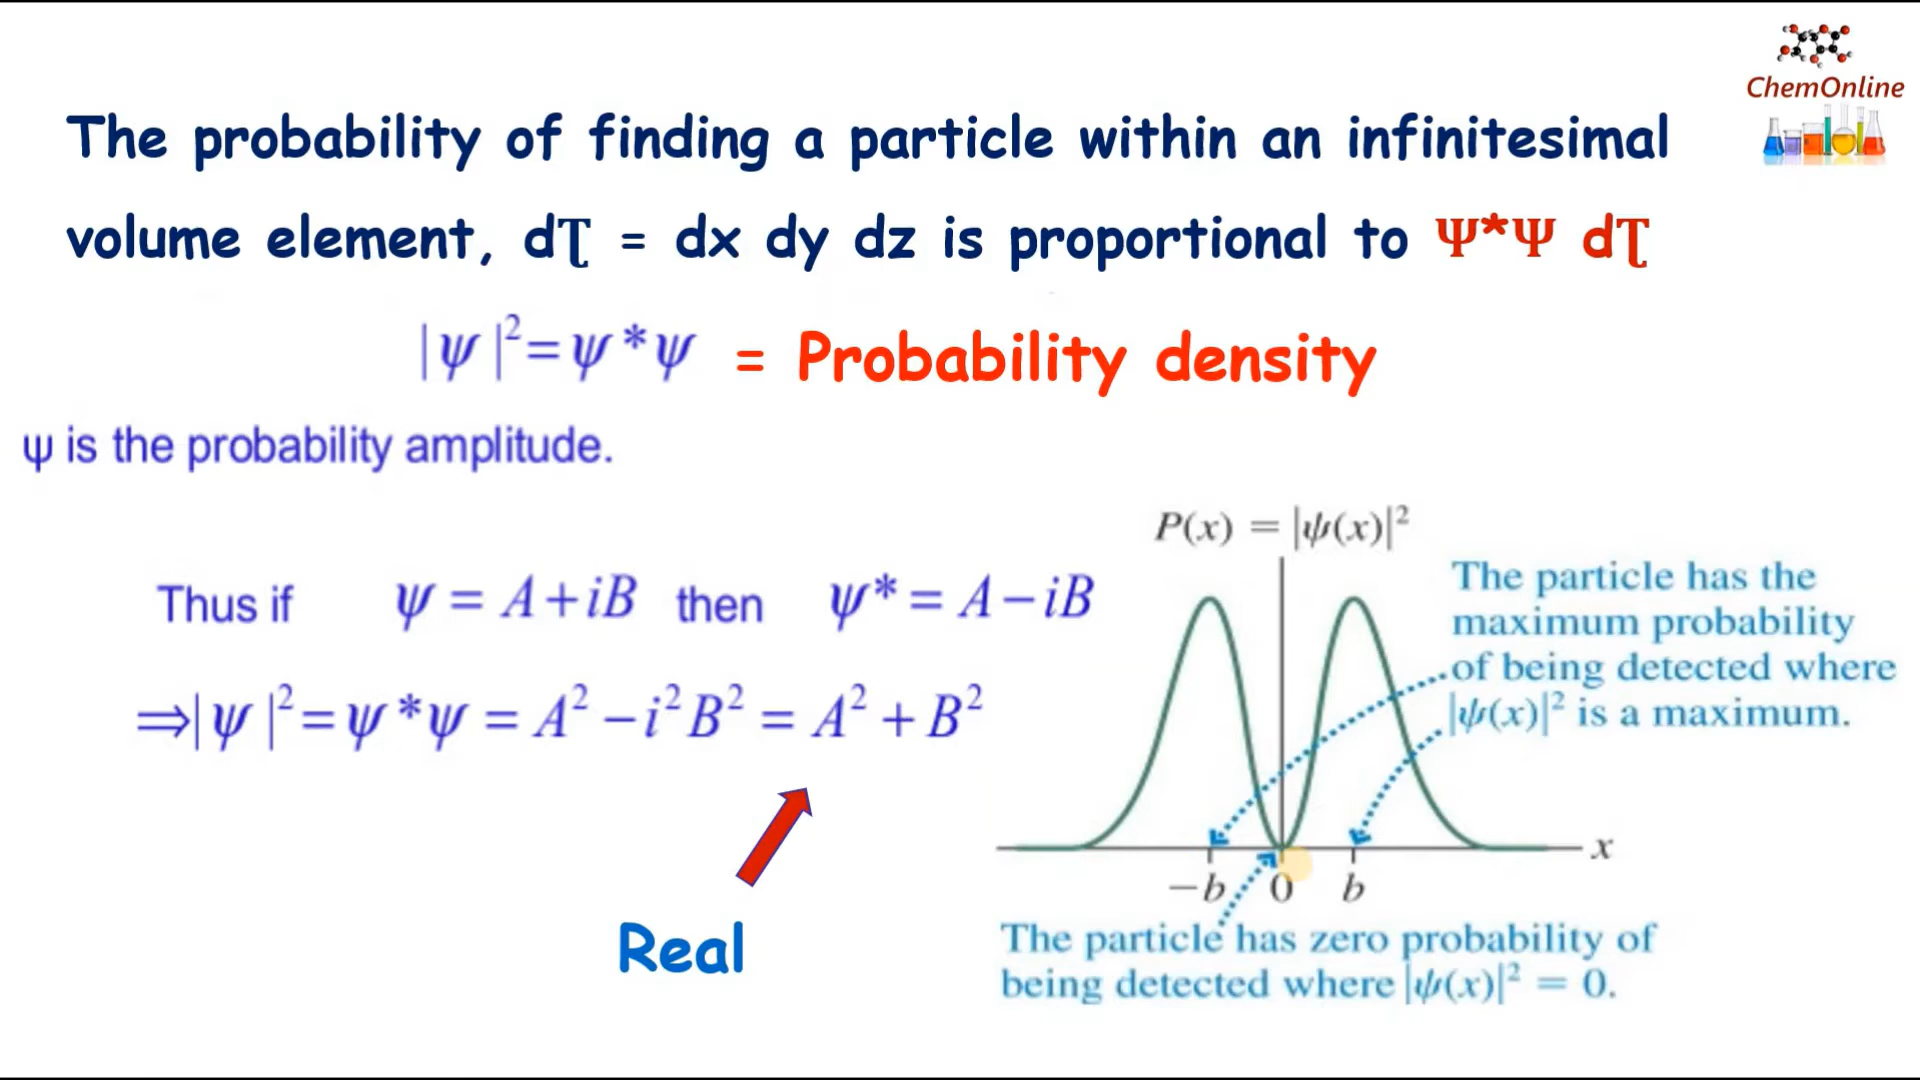 ChemOnline
The probability of finding a particle within an infinitesimal
volume element, dƮ = dx dy dz is proportional to Ψ*Ψ dƮ
|ψ|²=ψ*ψ = Probability density
ψ is the probability amplitude.
Thus if ψ = A+iB then ψ* = A−iB
⇒|ψ|²=ψ*ψ = A² −i²B² = A² + B²
Real
P(x) = |ψ(x)|²
The particle has the
maximum probability
of being detected where
|ψ(x)|² is a maximum.
x
−b 0 b
The particle has zero probability of
being detected where |ψ(x)|² = 0.